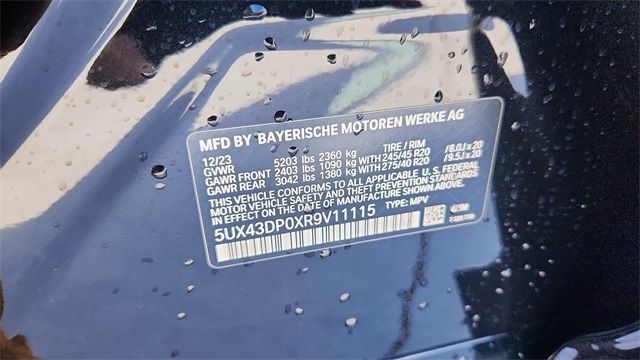 MFD BY BAYERISCHE MOTOREN WERKE AG
12/23 5203 lbs 2360 kg TIRE / RIM
GVWR
GAWR FRONT 2403 lbs 1090 kg WITH 245/45 R20 /8.0J x 20
GAWR REAR 3042 lbs 1380 kg WITH 275/40 R20 /9.5J x 20
THIS VEHICLE CONFORMS TO ALL APPLICABLE U.S. FEDERAL
MOTOR VEHICLE SAFETY AND THEFT PREVENTION STANDARDS
IN EFFECT ON THE DATE OF MANUFACTURE SHOWN ABOVE.
5UX43DP0XR9V11115 TYPE: MPV